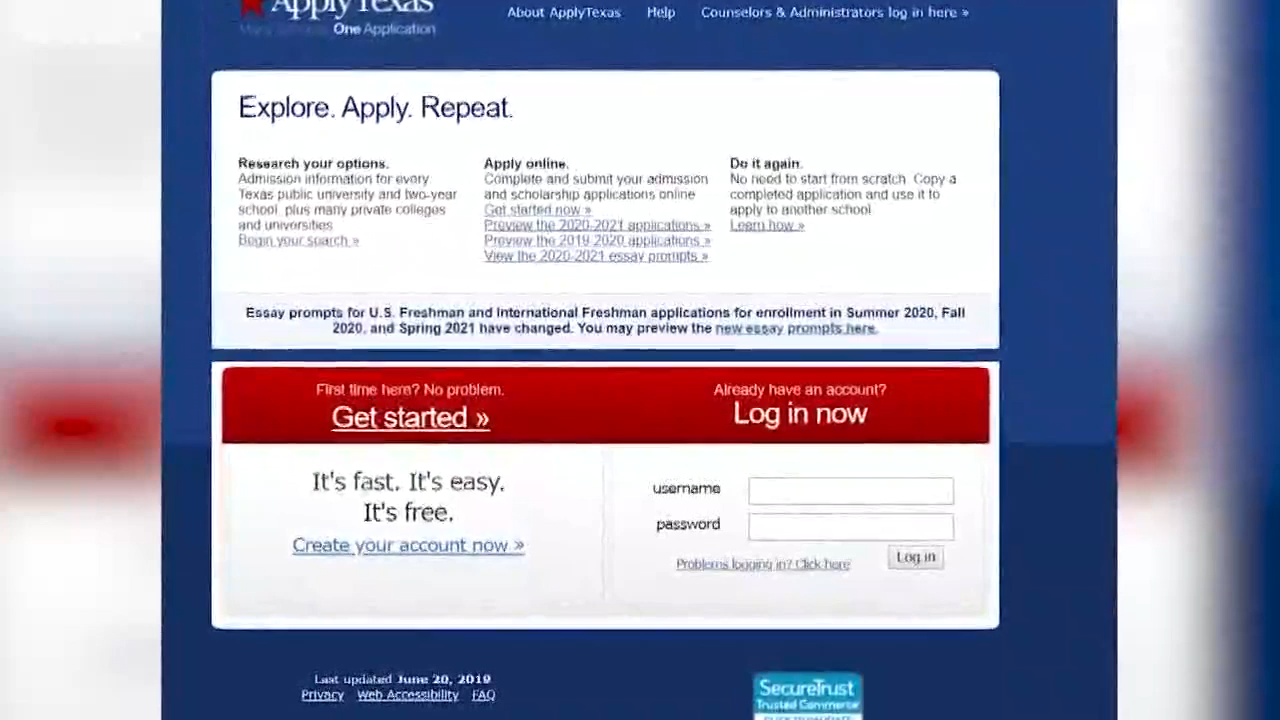 ApplyTexas
About ApplyTexas Help Counselors & Administrators log in here »
One Application
Explore. Apply. Repeat.
Research your options.
Admission information for every
Texas public university and two-year
school plus many private colleges
and universities
Begin your search »
Apply online.
Complete and submit your admission
and scholarship applications online
Get started now »
Preview the 2020-2021 applications »
Preview the 2019-2020 applications »
View the 2020-2021 essay prompts »
Do it again.
No need to start from scratch. Copy a
completed application and use it to
apply to another school
Learn how »
Essay prompts for U.S. Freshman and International Freshman applications for enrollment in Summer 2020, Fall
2020, and Spring 2021 have changed. You may preview the new essay prompts here.
First time here? No problem.
Get started »
Already have an account?
Log in now
It's fast. It's easy.
It's free.
Create your account now »
username
password
Problems logging in? Click here
Log in
Last updated June 20, 2019
Privacy Web Accessibility FAQ
SecureTrust
Trusted Commerce